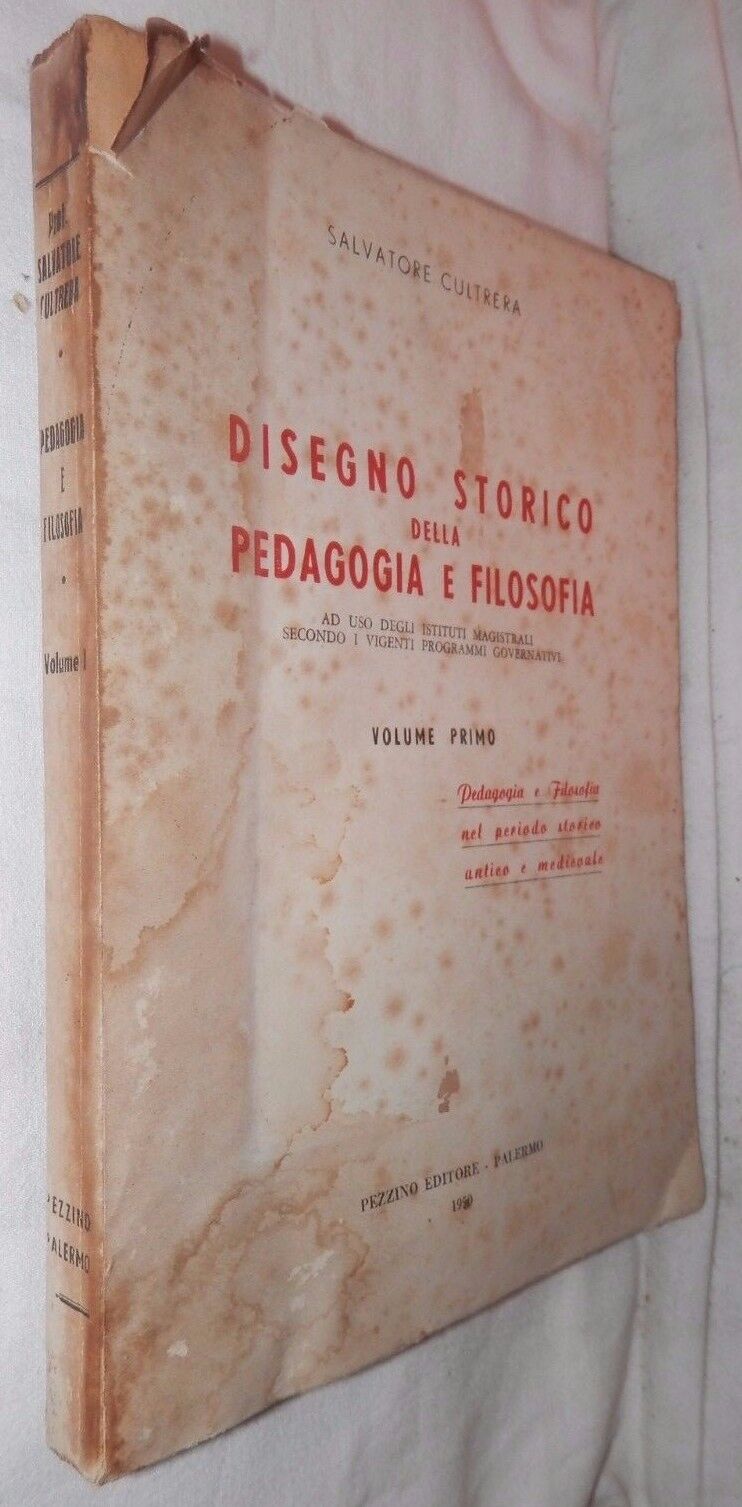 Prof.
SALVATORE
CULTRERA
•
PEDAGOGIA
E
FILOSOFIA
•
Volume I
PEZZINO
PALERMO
SALVATORE CULTRERA
DISEGNO STORICO
DELLA
PEDAGOGIA E FILOSOFIA
AD USO DEGLI ISTITUTI MAGISTRALI
SECONDO I VIGENTI PROGRAMMI GOVERNATIVI
VOLUME PRIMO
Pedagogia e Filosofia
nel periodo storico
antico e medievale
PEZZINO EDITORE - PALERMO
1950